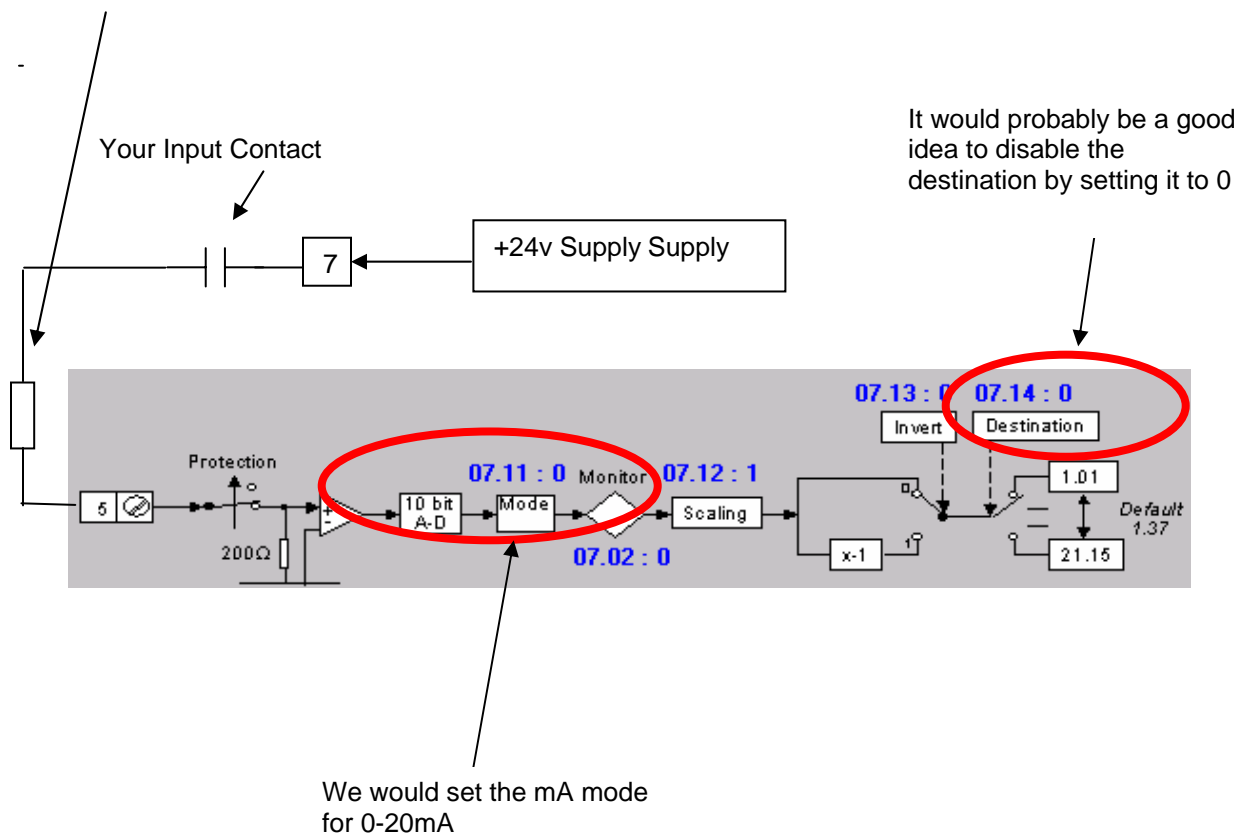 -
Your Input Contact
It would probably be a good
idea to disable the
destination by setting it to 0
7
+24v Supply Supply
07.13 : 0 07.14 : 0
Invert
Destination
Protection
07.11 : 0 Monitor 07.12 : 1
1.01
5
+
-
10 bit
A-D
Mode
Scaling
0
Default
1.37
200Ω
07.02 : 0
x-1
1
21.15
We would set the mA mode
for 0-20mA